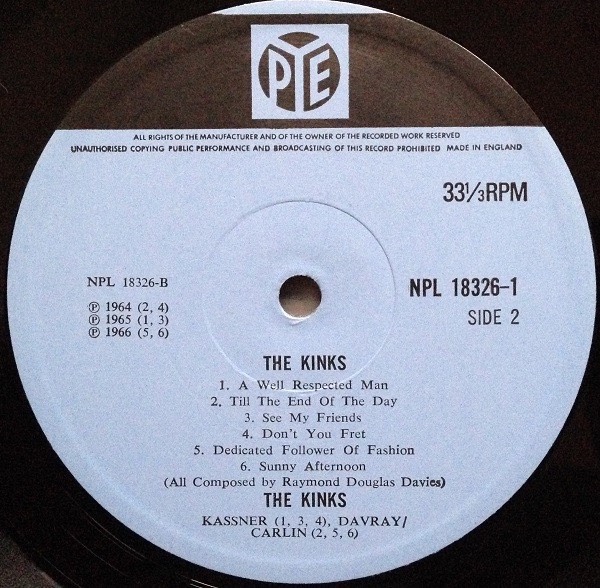 PYE
ALL RIGHTS OF THE MANUFACTURER AND OF THE OWNER OF THE RECORDED WORK RESERVED
UNAUTHORISED COPYING PUBLIC PERFORMANCE AND BROADCASTING OF THIS RECORD PROHIBITED MADE IN ENGLAND
33⅓RPM
NPL 18326-B
NPL 18326-1
℗ 1964 (2, 4)
SIDE 2
℗ 1965 (1, 3)
℗ 1966 (5, 6)
THE KINKS
1. A Well Respected Man
2. Till The End Of The Day
3. See My Friends
4. Don't You Fret
5. Dedicated Follower Of Fashion
6. Sunny Afternoon
(All Composed by Raymond Douglas Davies)
THE KINKS
KASSNER (1, 3, 4), DAVRAY/
CARLIN (2, 5, 6)